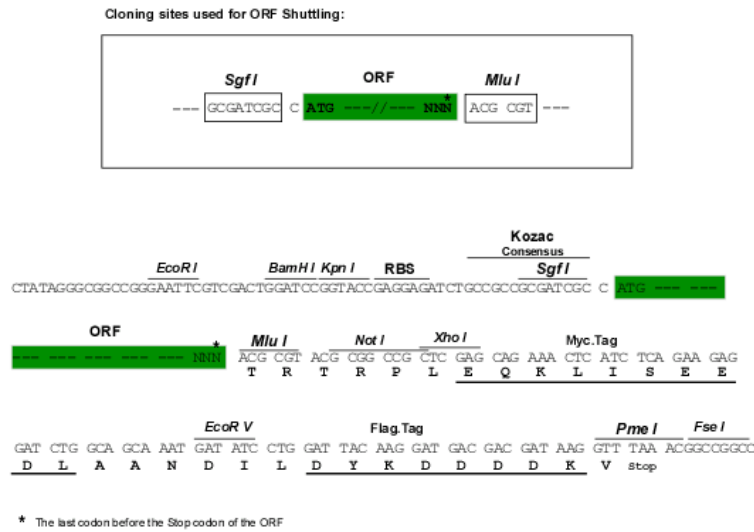 Cloning sites used for ORF Shuttling:
Sgf I ORF Mlu I
*
--- GCGATCGC C ATG ---//--- NNN ACG CGT ---
Kozac
Consensus
EcoR I BamH I Kpn I RBS Sgf I
CTATAGGGCGGCCGGGAATTCGTCGACTGGATCCGGTACCGAGGAGATCTGCCGCCGCGATCGC C ATG --- ---
ORF * Mlu I Not I Xho I Myc.Tag
--- --- --- --- --- --- NNN ACG CGT ACG CGG CCG CTC GAG CAG AAA CTC ATC TCA GAA GAG
T R T R P L E Q K L I S E E
EcoR V Flag.Tag Pme I Fse I
GAT CTG GCA GCA AAT GAT ATC CTG GAT TAC AAG GAT GAC GAC GAT AAG GTT TAA ACGGCCGGCC
D L A A N D I L D Y K D D D D K V Stop
* The last codon before the Stop codon of the ORF